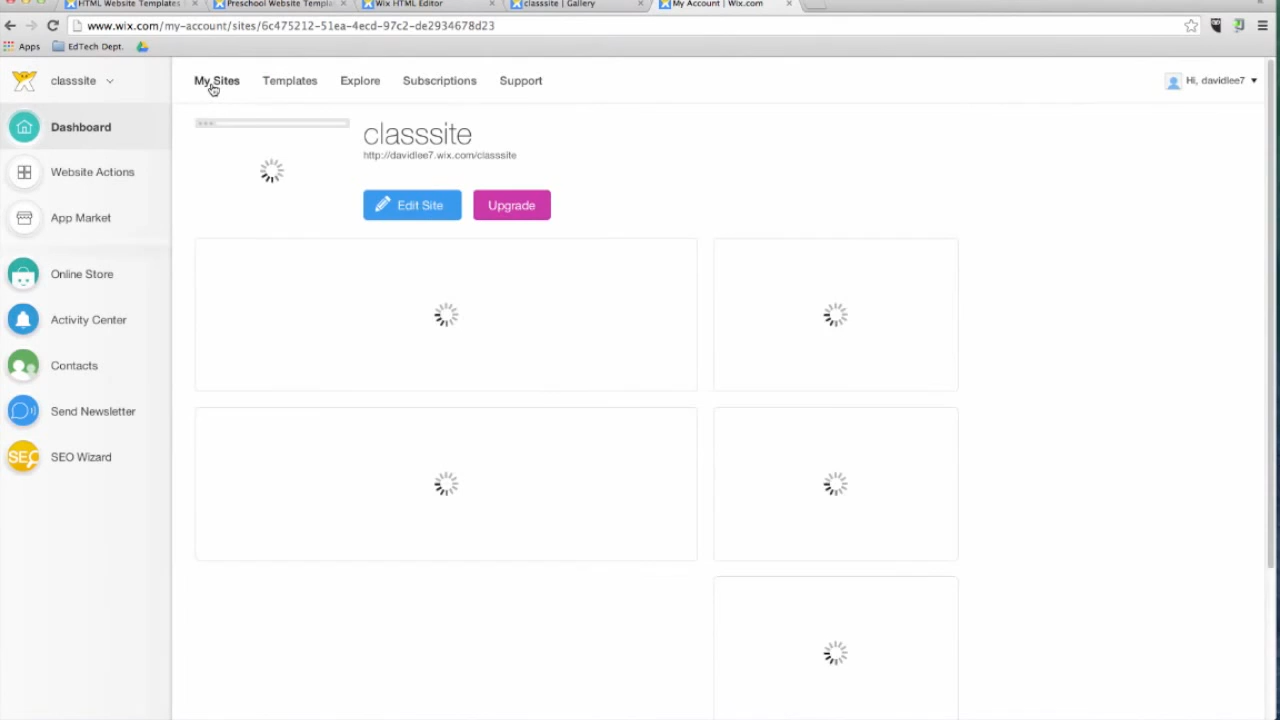 HTML Website Templates
Preschool Website Templa
Wix HTML Editor
classsite | Gallery
My Account | Wix.com
www.wix.com/my-account/sites/6c475212-51ea-4ecd-97c2-de2934678d23
Apps
EdTech Dept.
classsite
My Sites
Templates
Explore
Subscriptions
Support
Hi, davidlee7
Dashboard
Website Actions
App Market
Online Store
Activity Center
Contacts
Send Newsletter
SEO
SEO Wizard
classsite
http://davidlee7.wix.com/classsite
Edit Site
Upgrade